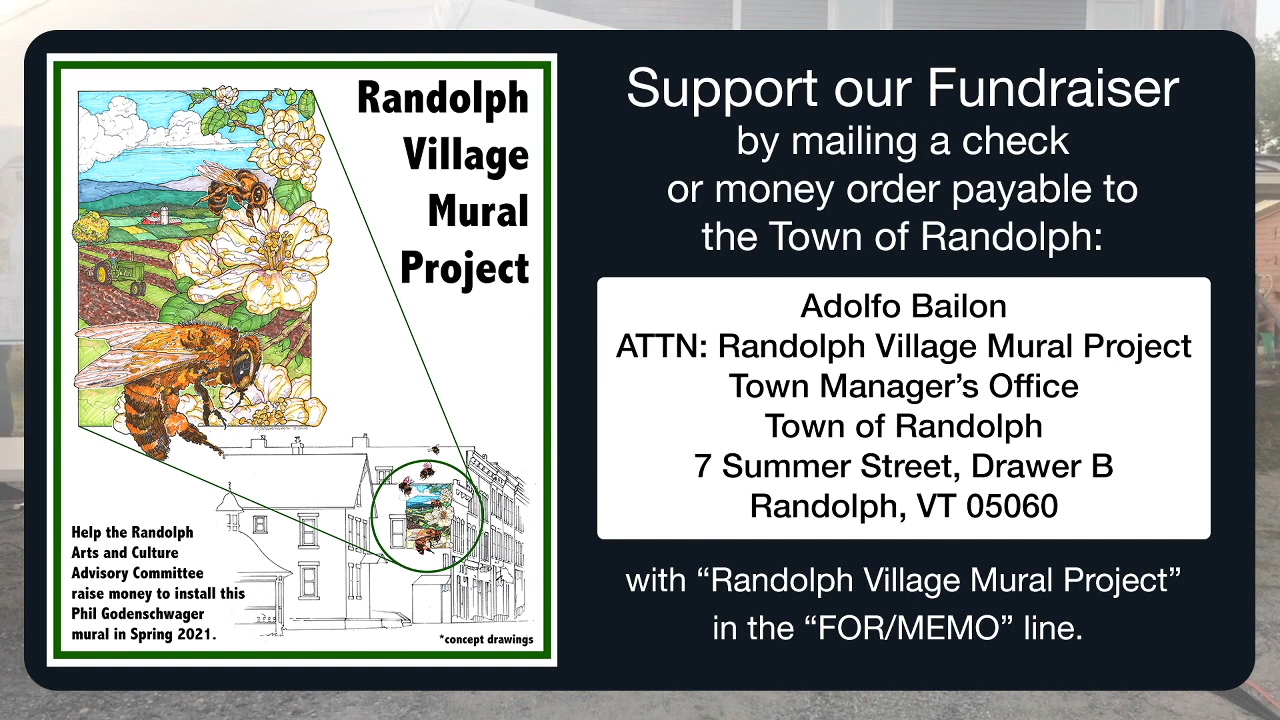 Randolph
Village
Mural
Project
Help the Randolph
Arts and Culture
Advisory Committee
raise money to install this
Phil Godenschwager
mural in Spring 2021.
*concept drawings
Support our Fundraiser
by mailing a check
or money order payable to
the Town of Randolph:
Adolfo Bailon
ATTN: Randolph Village Mural Project
Town Manager’s Office
Town of Randolph
7 Summer Street, Drawer B
Randolph, VT 05060
with “Randolph Village Mural Project”
in the “FOR/MEMO” line.